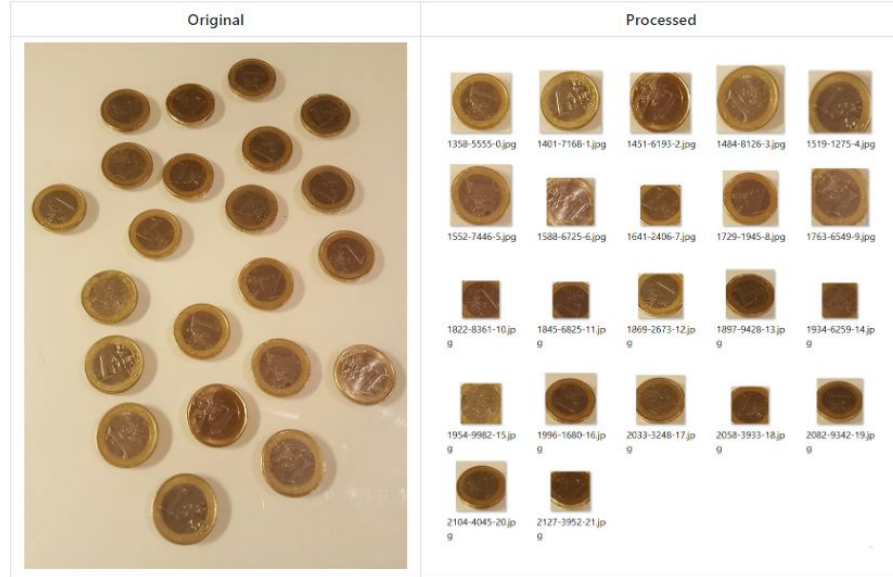 Original
Processed
1358-5555-0.jpg
1401-7168-1.jpg
1451-6193-2.jpg
1484-8126-3.jpg
1519-1275-4.jpg
1552-7446-5.jpg
1588-6725-6.jpg
1641-2406-7.jpg
1729-1945-8.jpg
1763-6549-9.jpg
1822-8361-10.jp
g
1845-6825-11.jpg
1869-2673-12.jp
g
1897-9428-13.jp
g
1934-6259-14.jp
g
1954-9982-15.jp
g
1996-1680-16.jp
g
2033-3248-17.jp
g
2058-3933-18.jp
g
2082-9342-19.jp
g
2104-4045-20.jp
g
2127-3952-21.jp
g